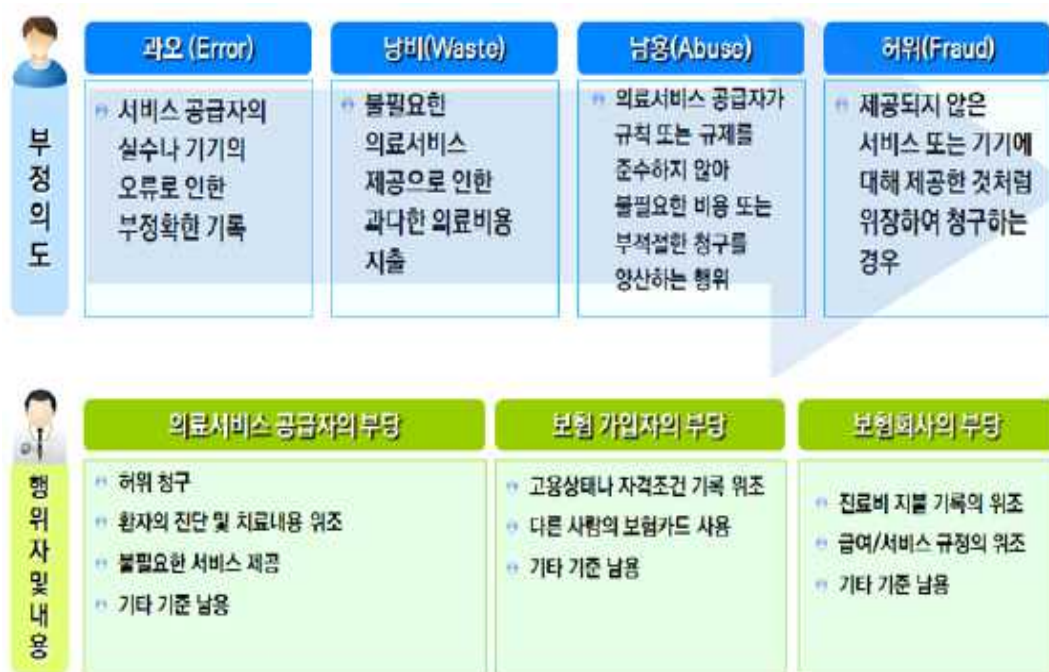 부정의도
과오 (Error)
서비스 공급자의
실수나 기기의
오류로 인한
부정확한 기록
낭비(Waste)
불필요한
의료서비스
제공으로 인한
과다한 의료비용
지출
남용(Abuse)
의료서비스 공급자가
규칙 또는 규제를
준수하지 않아
불필요한 비용 또는
부적절한 청구를
양산하는 행위
허위(Fraud)
제공되지 않은
서비스 또는 기기에
대해 제공한 것처럼
위장하여 청구하는
경우
행위자 및 내용
의료서비스 공급자의 부당
허위 청구
환자의 진단 및 치료내용 위조
불필요한 서비스 제공
기타 기준 남용
보험 가입자의 부당
고용상태나 자격조건 기록 위조
다른 사람의 보험카드 사용
기타 기준 남용
보험회사의 부당
진료비 지불 기록의 위조
급여/서비스 규정의 위조
기타 기준 남용